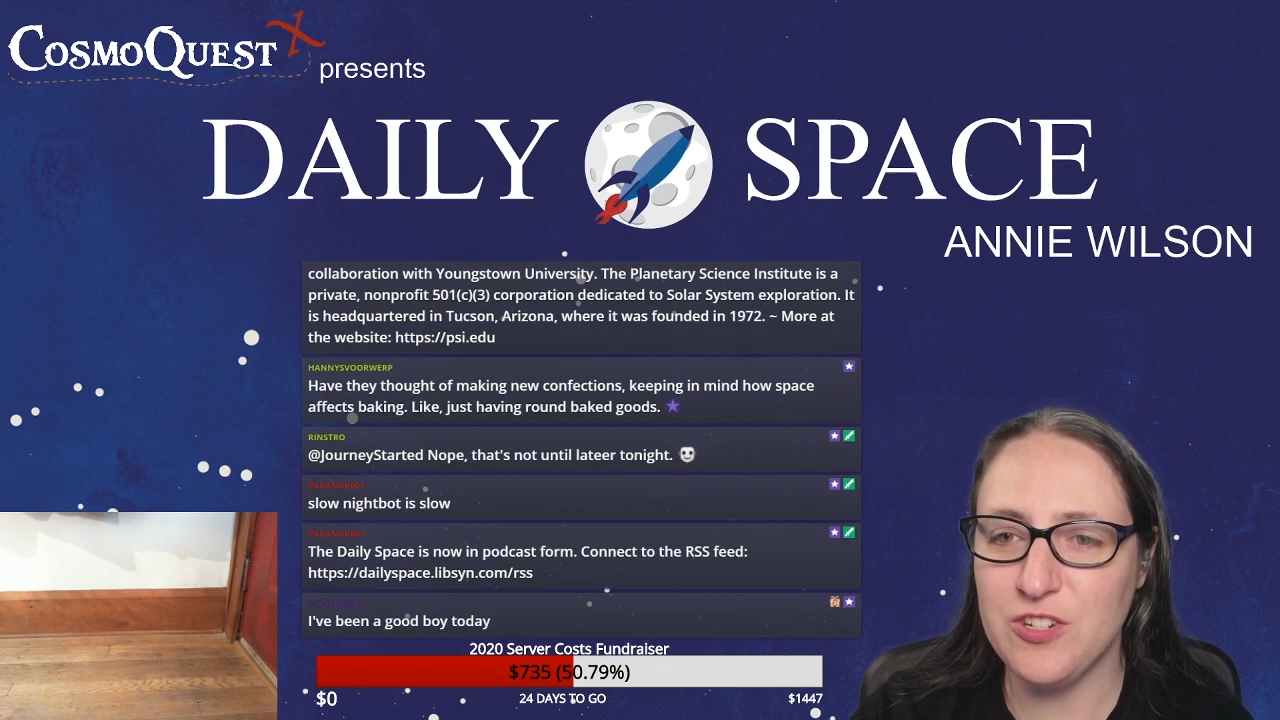 CosmoQuest X
presents
DAILY SPACE
ANNIE WILSON
collaboration with Youngstown University. The Planetary Science Institute is a
private, nonprofit 501(c)(3) corporation dedicated to Solar System exploration. It
is headquartered in Tucson, Arizona, where it was founded in 1972. ~ More at
the website: https://psi.edu
HANNYSVOORWERP
Have they thought of making new confections, keeping in mind how space
affects baking. Like, just having round baked goods.
RINSTRO
@JourneyStarted Nope, that's not until lateer tonight.
PARANOR001
slow nightbot is slow
PARANOR001
The Daily Space is now in podcast form. Connect to the RSS feed:
https://dailyspace.libsyn.com/rss
I've been a good boy today
2020 Server Costs Fundraiser
$735 (50.79%)
$0 24 DAYS TO GO $1447